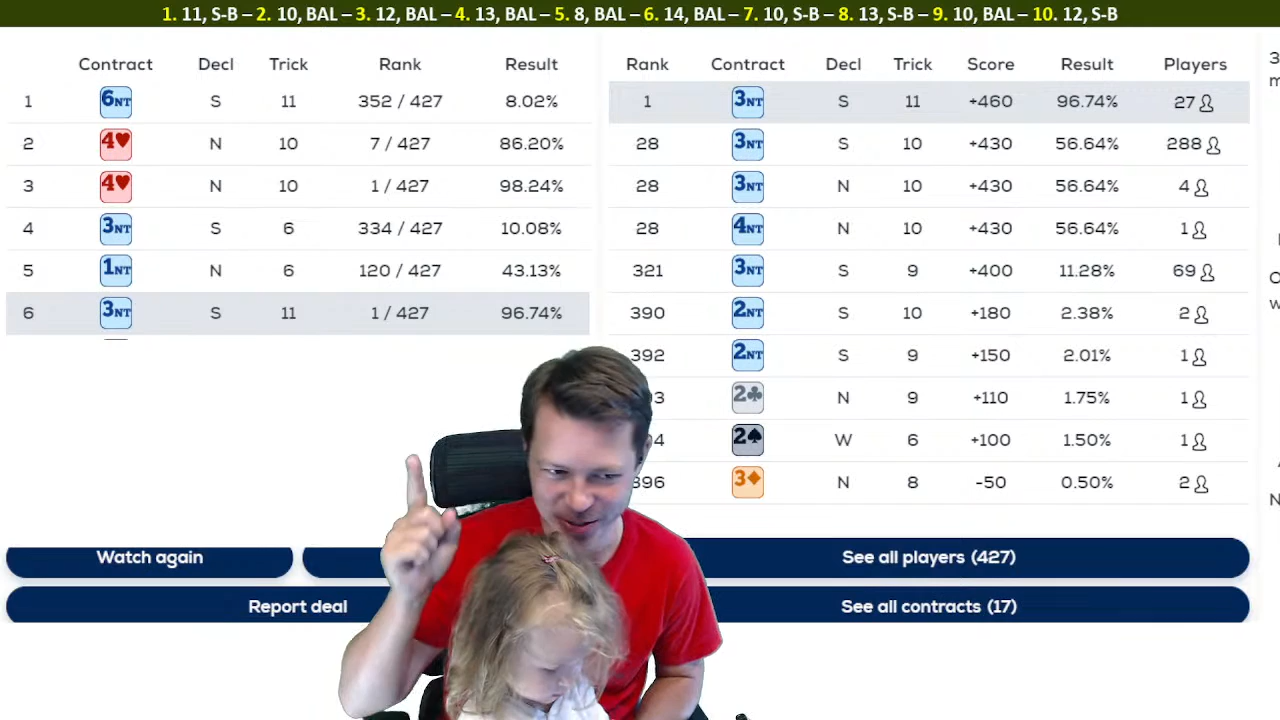 1. 11, S-B – 2. 10, BAL – 3. 12, BAL – 4. 13, BAL – 5. 8, BAL – 6. 14, BAL – 7. 10, S-B – 8. 13, S-B – 9. 10, BAL – 10. 12, S-B
Contract Decl Trick Rank Result
1 6NT S 11 352 / 427 8.02%
2 4♥ N 10 7 / 427 86.20%
3 4♥ N 10 1 / 427 98.24%
4 3NT S 6 334 / 427 10.08%
5 1NT N 6 120 / 427 43.13%
6 3NT S 11 1 / 427 96.74%
Rank Contract Decl Trick Score Result Players
1 3NT S 11 +460 96.74% 27
28 3NT S 10 +430 56.64% 288
28 3NT N 10 +430 56.64% 4
28 4NT N 10 +430 56.64% 1
321 3NT S 9 +400 11.28% 69
390 2NT S 10 +180 2.38% 2
392 2NT S 9 +150 2.01% 1
2♣ N 9 +110 1.75% 1
2♠ W 6 +100 1.50% 1
396 3♦ N 8 -50 0.50% 2
Watch again
Report deal
See all players (427)
See all contracts (17)